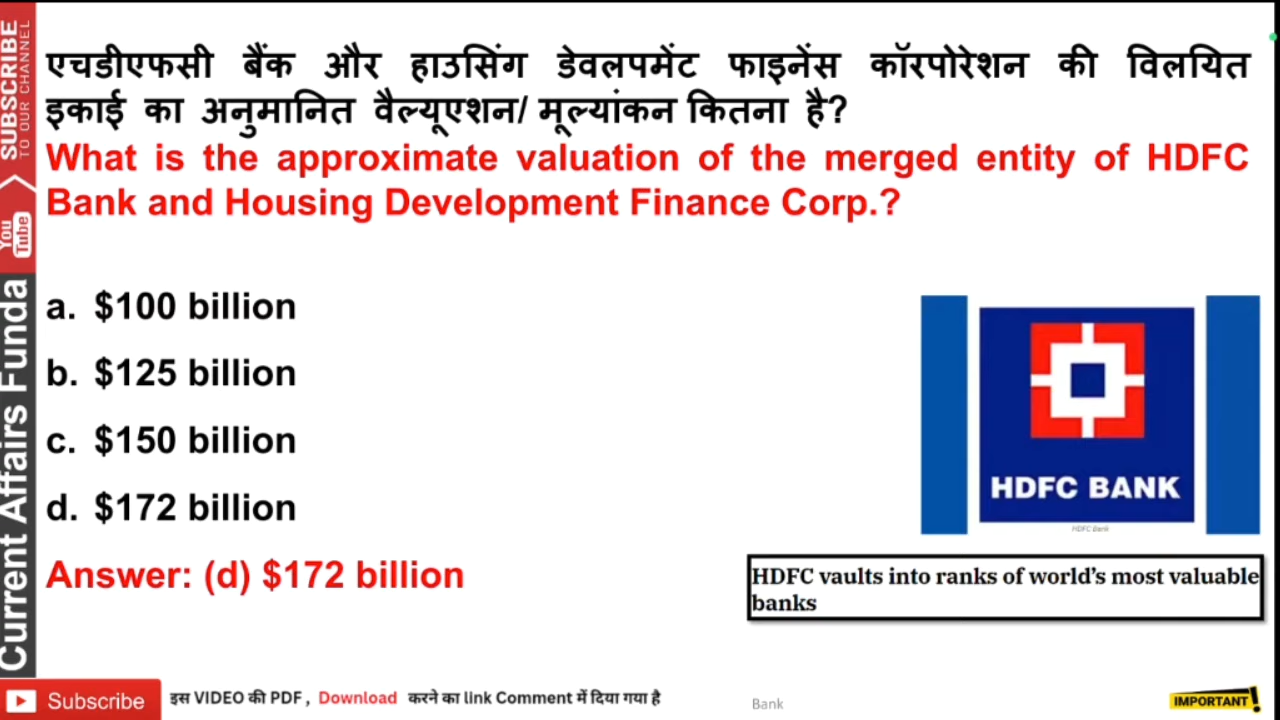 SUBSCRIBE
TO OUR CHANNEL
You
Tube
Current Affairs Funda
एचडीएफसी बैंक और हाउसिंग डेवलपमेंट फाइनेंस कॉरपोरेशन की विलयित
इकाई का अनुमानित वैल्यूएशन/ मूल्यांकन कितना है?
What is the approximate valuation of the merged entity of HDFC
Bank and Housing Development Finance Corp.?
a. $100 billion
b. $125 billion
c. $150 billion
d. $172 billion
Answer: (d) $172 billion
HDFC BANK
HDFC Bank
HDFC vaults into ranks of world’s most valuable
banks
Subscribe
इस VIDEO की PDF , Download करने का link Comment में दिया गया है
Bank
IMPORTANT!